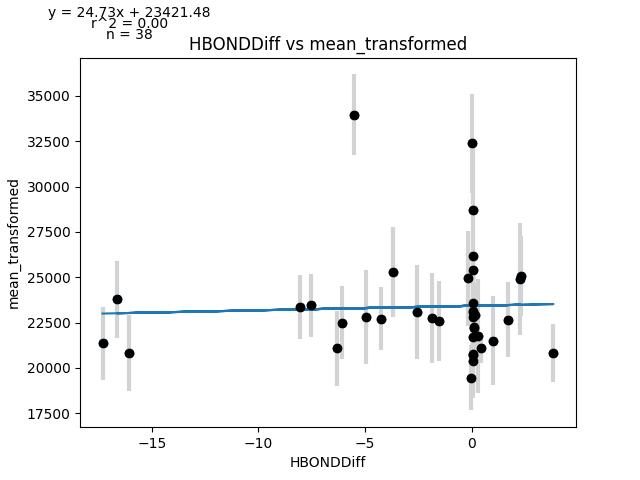 y = 24.73x + 23421.48
r^2 = 0.00
n = 38
HBONDDiff vs mean_transformed
mean_transformed
35000
32500
30000
27500
25000
22500
20000
17500
−15
−10
−5
0
HBONDDiff